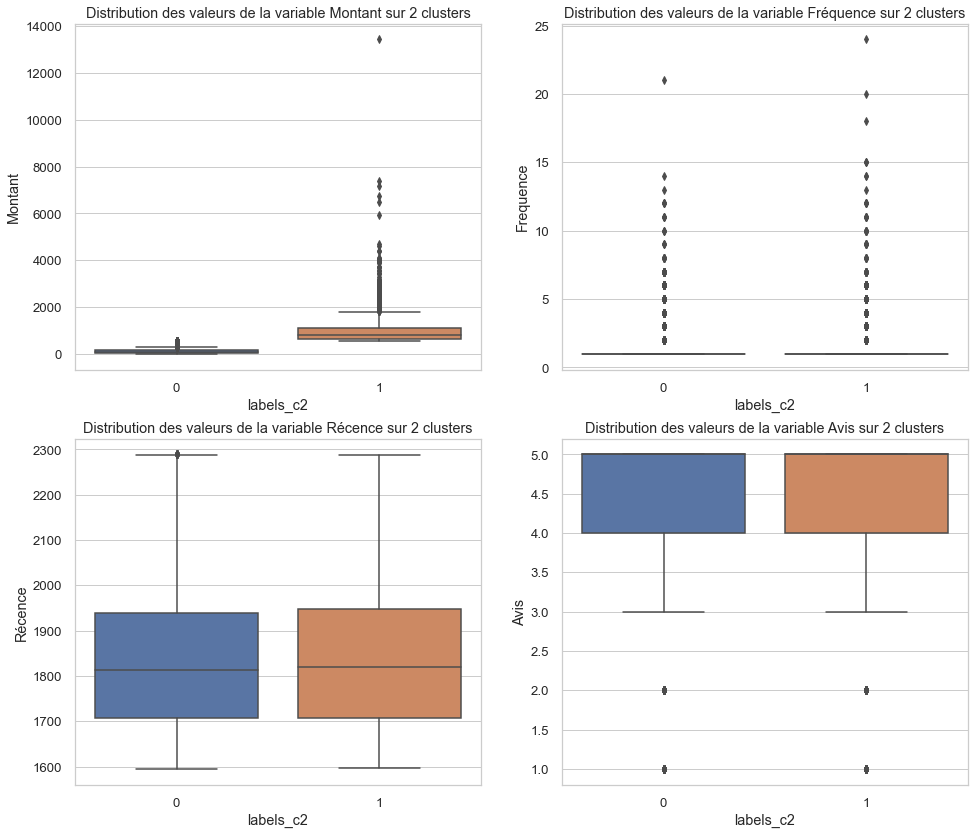 Distribution des valeurs de la variable Montant sur 2 clusters
14000
12000
10000
8000
6000
4000
2000
0
Montant
0 1
labels_c2
Distribution des valeurs de la variable Fréquence sur 2 clusters
25
20
15
10
5
0
Frequence
0 1
labels_c2
Distribution des valeurs de la variable Récence sur 2 clusters
2300
2200
2100
2000
1900
1800
1700
1600
Récence
0 1
labels_c2
Distribution des valeurs de la variable Avis sur 2 clusters
5.0
4.5
4.0
3.5
3.0
2.5
2.0
1.5
1.0
Avis
0 1
labels_c2